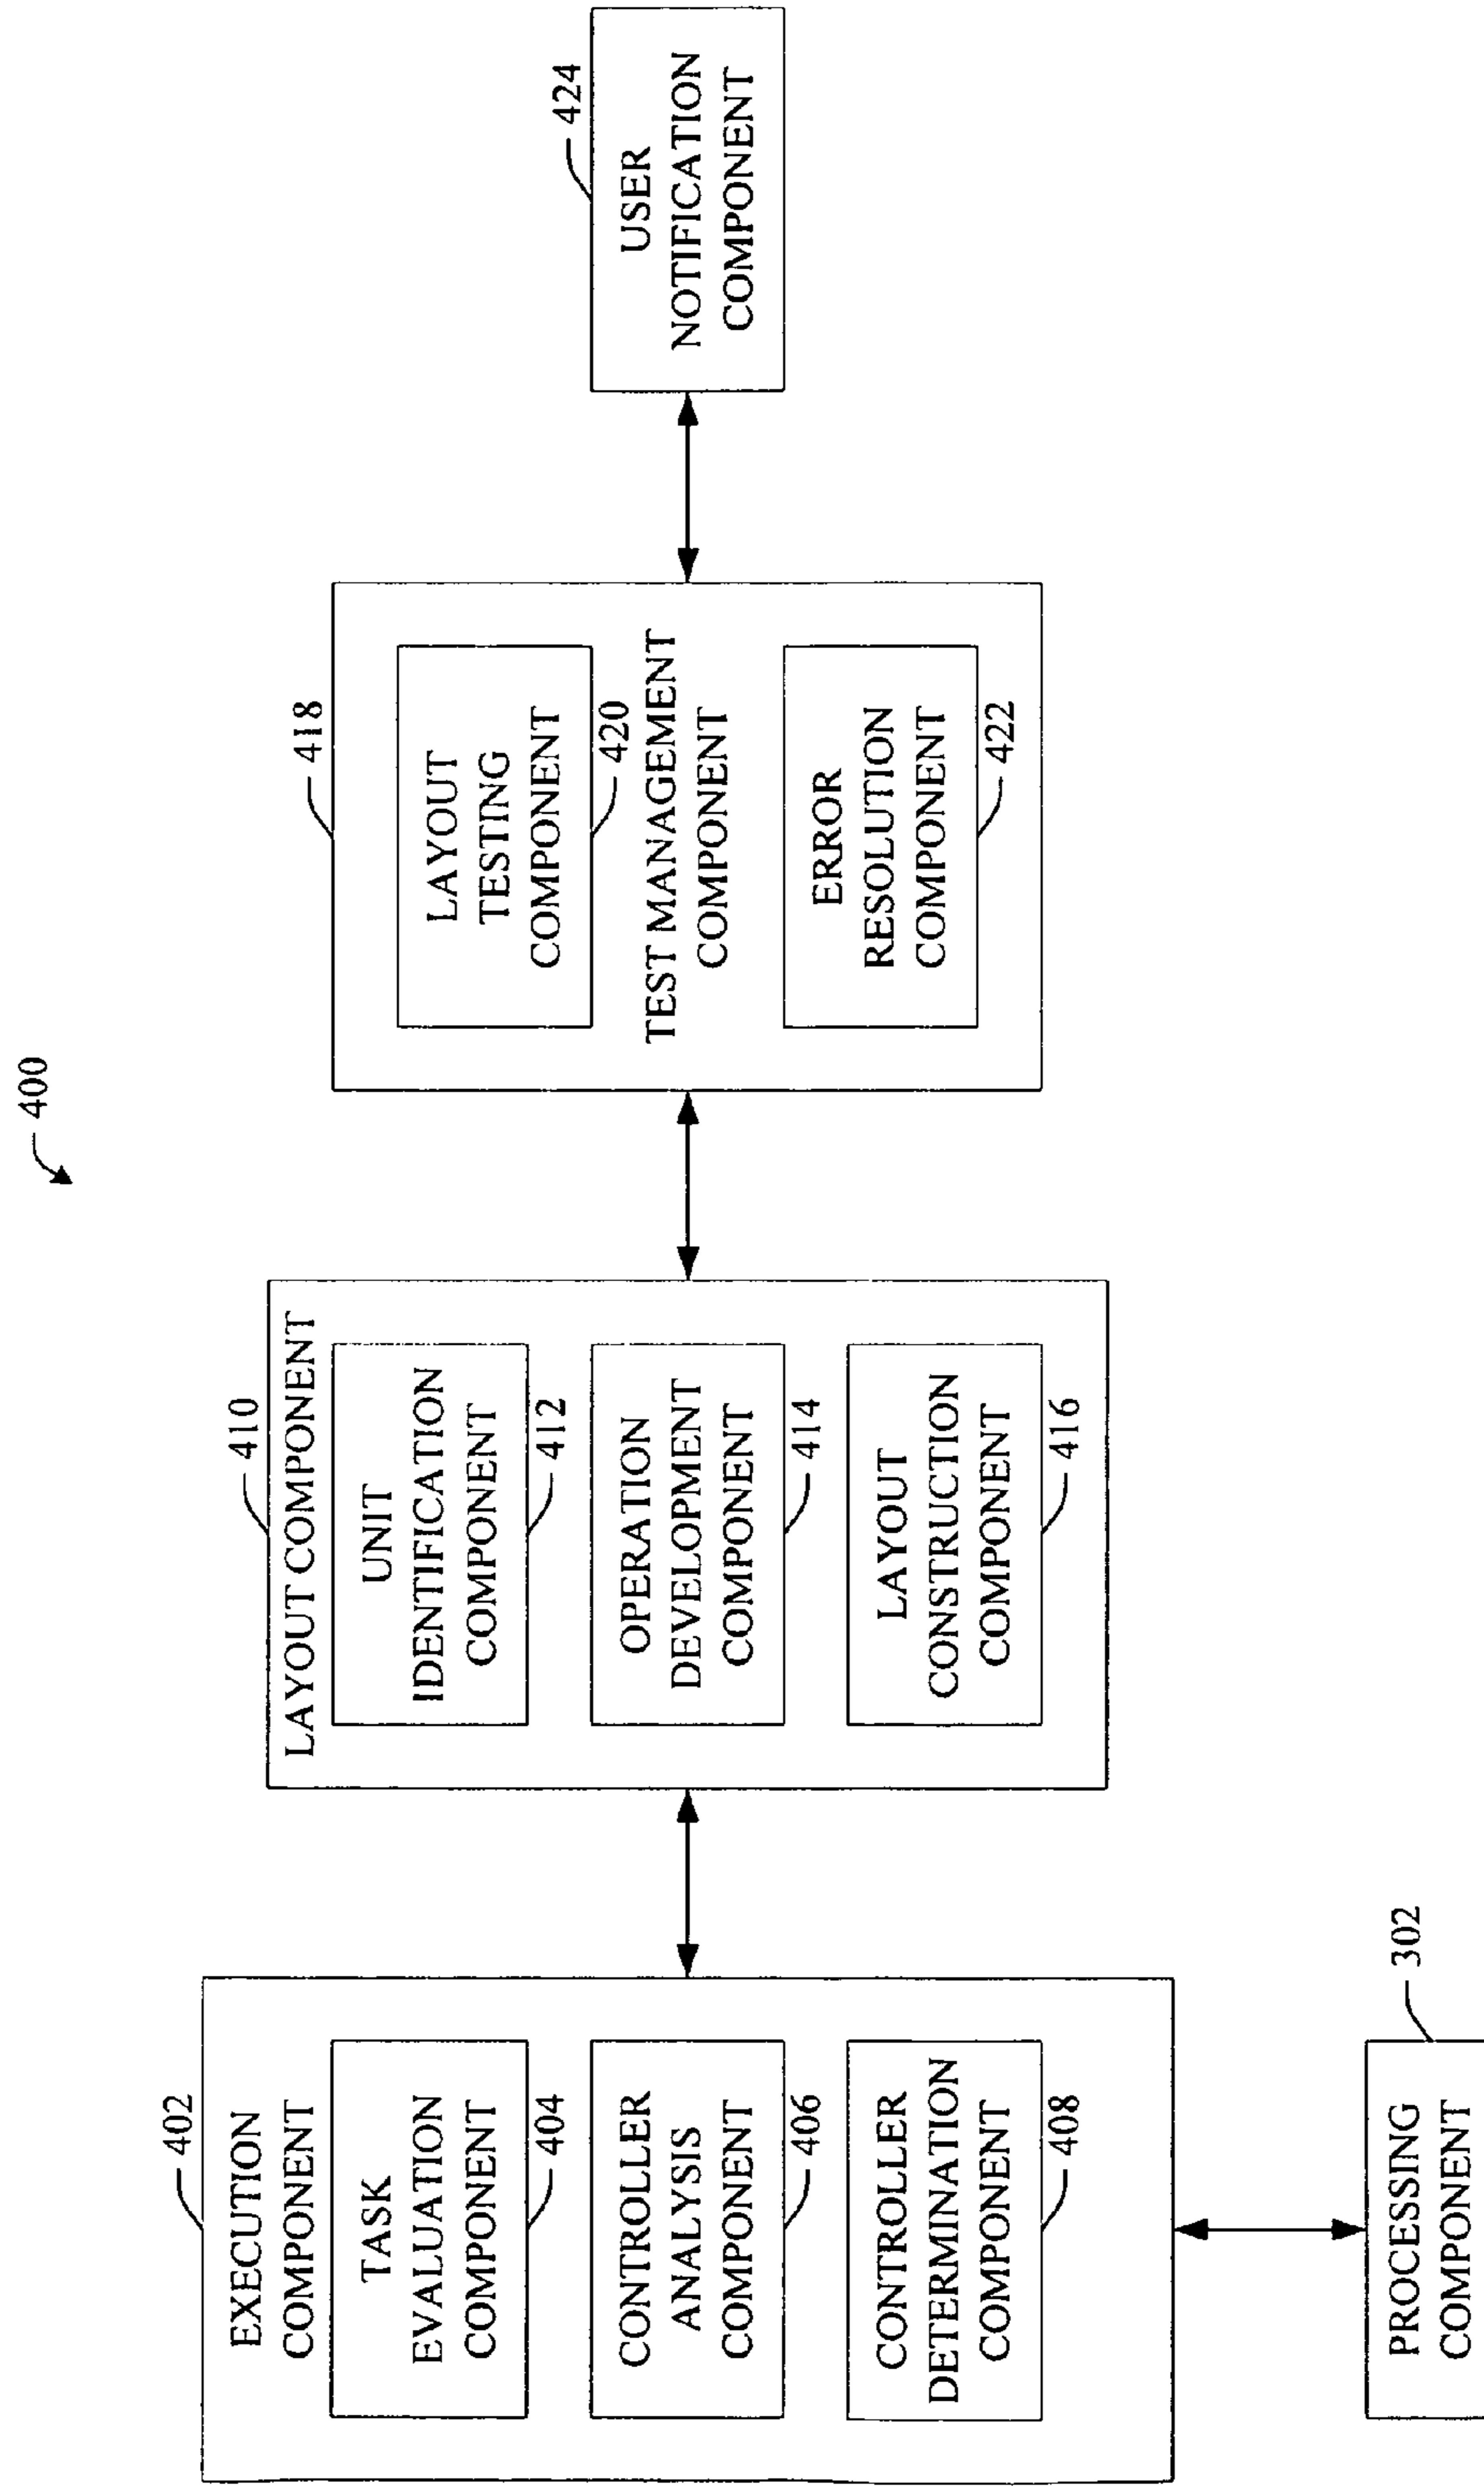 400
402
EXECUTION
COMPONENT
TASK
EVALUATION
COMPONENT
404
CONTROLLER
ANALYSIS
COMPONENT
406
CONTROLLER
DETERMINATION
COMPONENT
408
302
PROCESSING
COMPONENT
410
LAYOUT COMPONENT
UNIT
IDENTIFICATION
COMPONENT
412
OPERATION
DEVELOPMENT
COMPONENT
414
LAYOUT
CONSTRUCTION
COMPONENT
416
418
LAYOUT
TESTING
COMPONENT
420
TEST MANAGEMENT
COMPONENT
ERROR
RESOLUTION
COMPONENT
422
424
USER
NOTIFICATION
COMPONENT